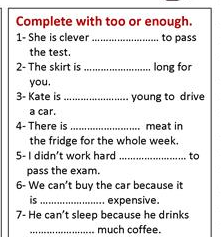 Complete with too or enough.
1- She is clever ........................ to pass
the test.
2- The skirt is ........................ long for
you.
3- Kate is ....................... young to drive
a car.
4- There is ......................... meat in
the fridge for the whole week.
5- I didn't work hard ........................ to
pass the exam.
6- We can't buy the car because it
is ....................... expensive.
7- He can't sleep because he drinks
....................... much coffee.